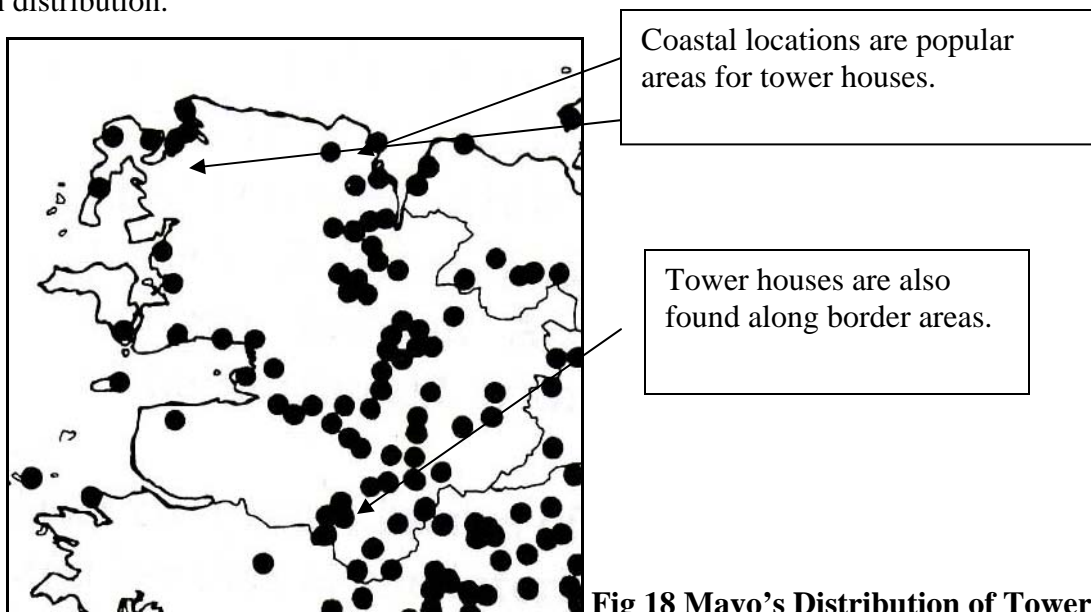 distribution.
Coastal locations are popular
areas for tower houses.
Tower houses are also
found along border areas.
Fig 18 Mayo's Distribution of Tower